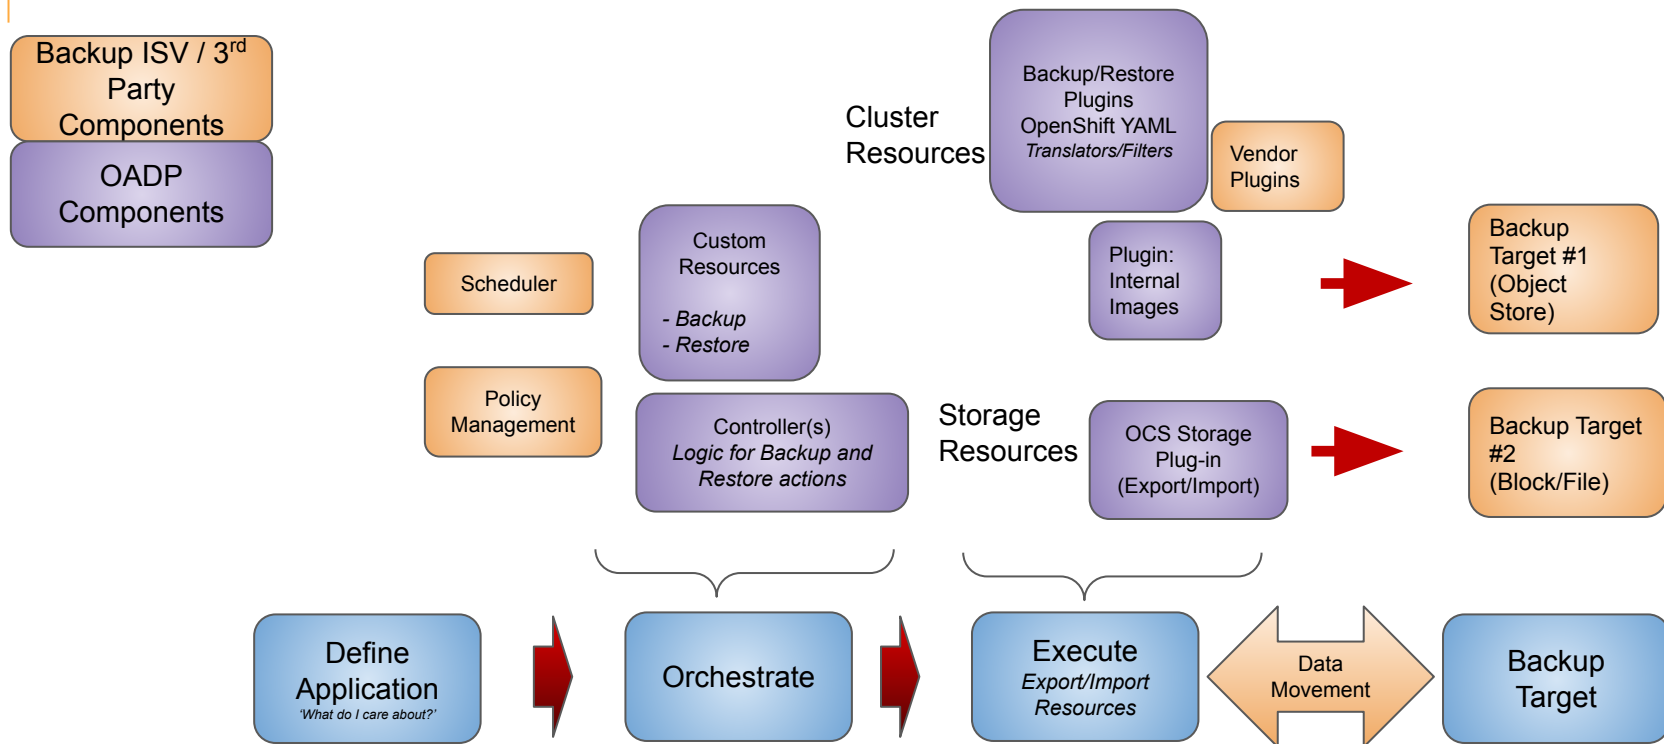 Backup ISV / 3rd
Party
Components
OADP
Components
Cluster
Resources
Backup/Restore
Plugins
OpenShift YAML
Translators/Filters
Vendor
Plugins
Scheduler
Custom
Resources
- Backup
- Restore
Plugin:
Internal
Images
Backup
Target #1
(Object
Store)
Policy
Management
Controller(s)
Logic for Backup and
Restore actions
Storage
Resources
OCS Storage
Plug-in
(Export/Import)
Backup Target
#2
(Block/File)
Define
Application
'What do I care about?'
Orchestrate
Execute
Export/Import
Resources
Data
Movement
Backup
Target